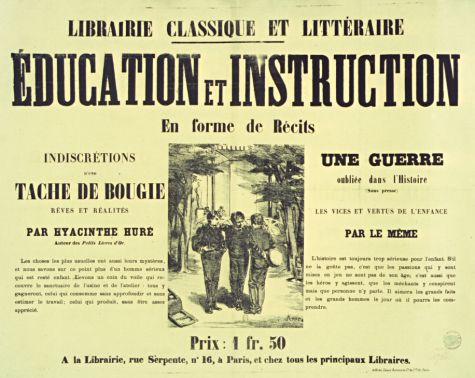 LIBRAIRIE CLASSIQUE ET LITTÉRAIRE
ÉDUCATION ET INSTRUCTION
En forme de Récits
INDISCRÉTIONS
D'UNE
TACHE DE BOUGIE
RÊVES ET RÉALITÉS
PAR HYACINTHE HURÉ
Auteur des Petits Livres d'Or.
Les choses les plus usuelles ont aussi leurs mystères,
et nous savons sur ce point plus d'un homme sérieux
qui est resté enfant. Levons un coin du voile qui re-
couvre le sanctuaire de l'usine et de l'atelier : tous y
gagneront, celui qui consomme sans approfondir et sans
estimer le travail; celui qui produit, sans être assez
apprécié.
UNE GUERRE
oubliée dans l'Histoire
(Sous presse)
LES VICES ET VERTUS DE L'ENFANCE
PAR LE MÊME
L'histoire est toujours trop sérieuse pour l'enfant. S'il
ne la goûte pas, c'est que les passions qui y sont
mises en jeu ne sont pas de son âge; c'est aussi que
les héros y agissent, que les méchants y conspirent
mais que personne n'y parle. Il aimera les grands faits
et les grands hommes le jour où il pourra les com-
prendre.
Prix : 1 fr. 50
A la Librairie, rue Serpente, n° 16, à Paris, et chez tous les principaux Libraires.